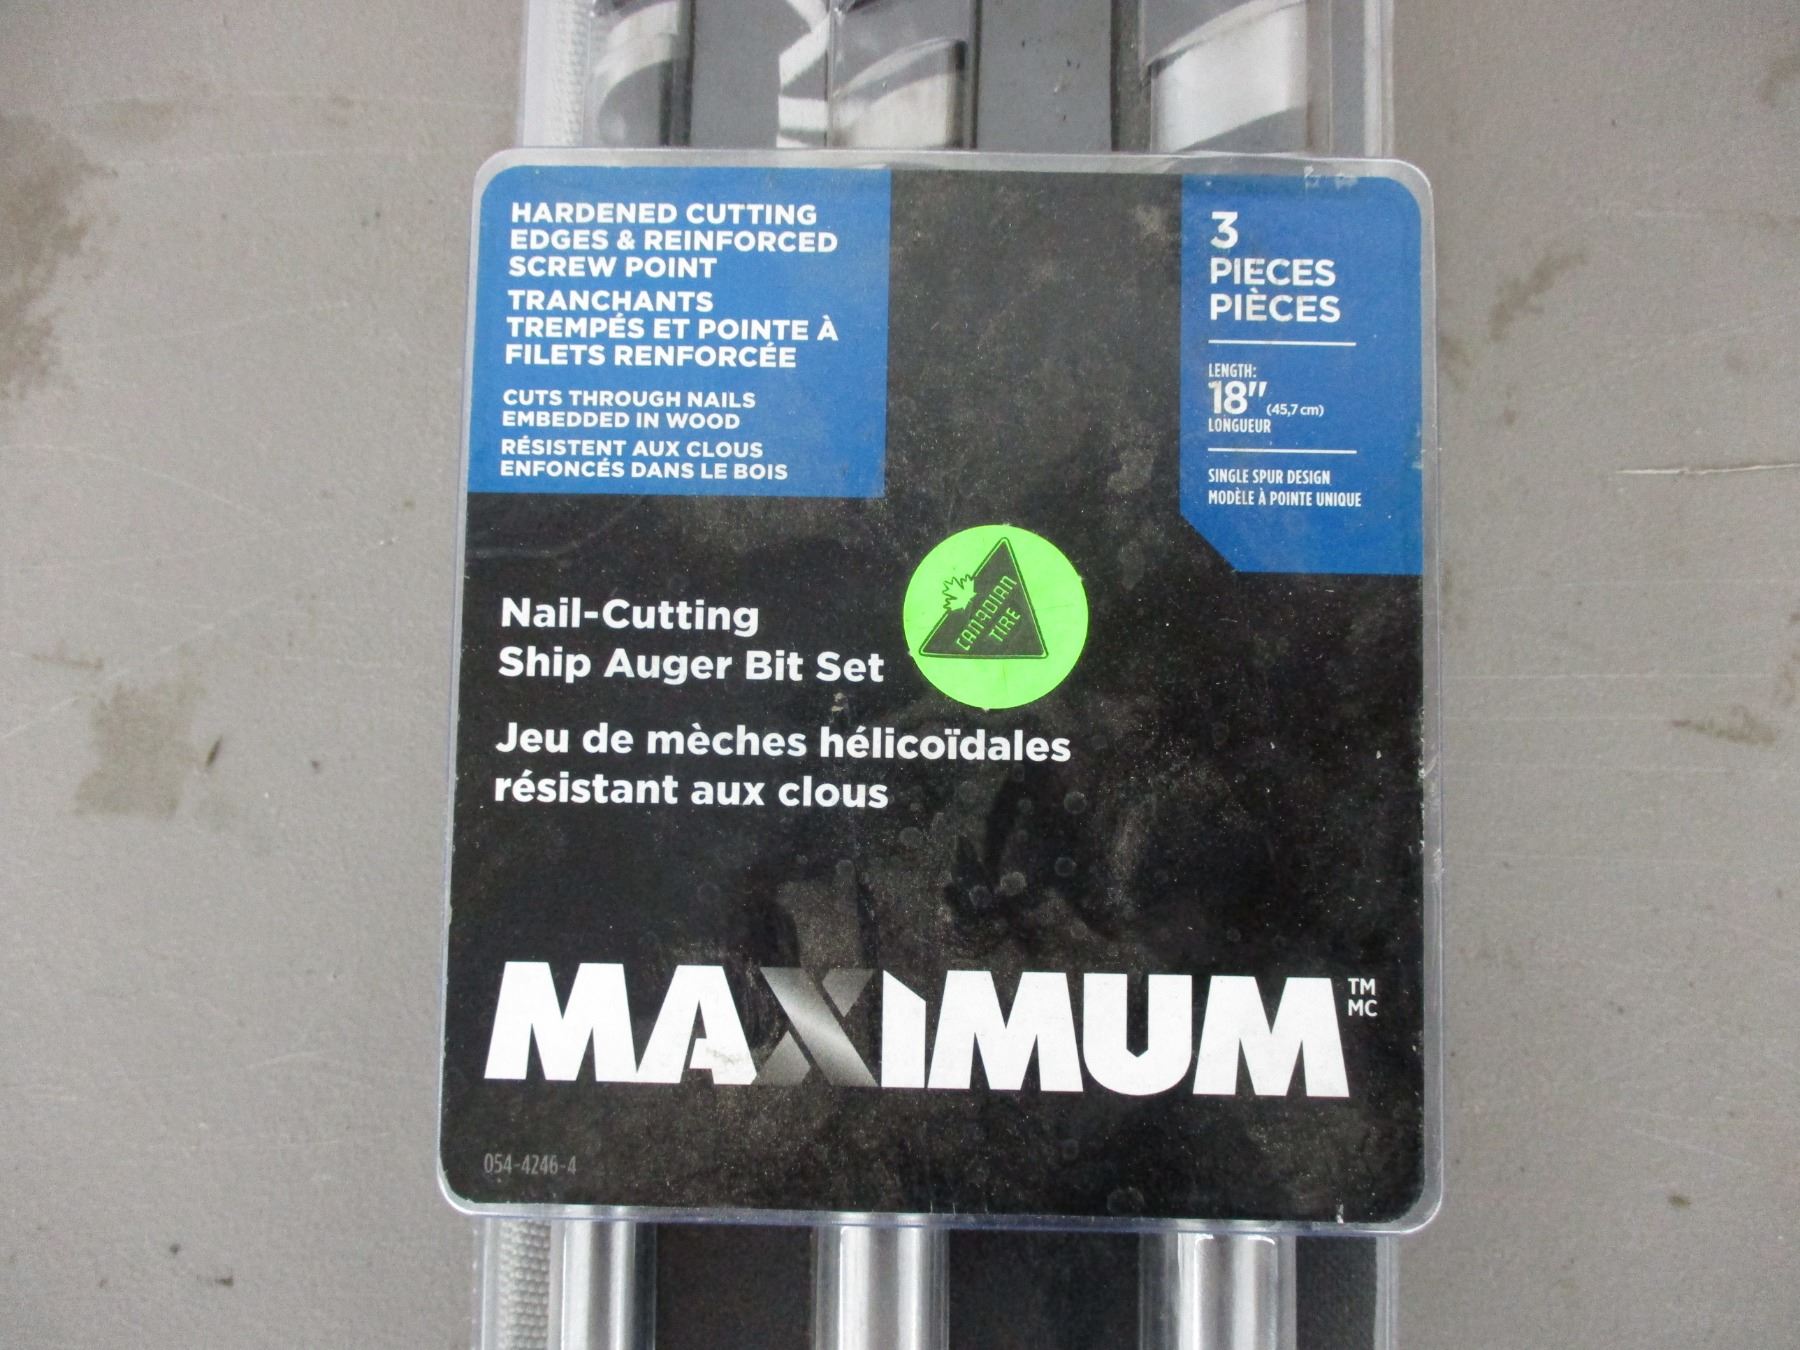 HARDENED CUTTING
EDGES & REINFORCED
SCREW POINT
TRANCHANTS
TREMPÉS ET POINTE À
FILETS RENFORCÉE
CUTS THROUGH NAILS
EMBEDDED IN WOOD
RÉSISTENT AUX CLOUS
ENFONCÉS DANS LE BOIS
3
PIECES
PIÈCES
LENGTH:
18" (45,7 cm)
LONGUEUR
SINGLE SPUR DESIGN
MODÈLE À POINTE UNIQUE
Nail-Cutting
Ship Auger Bit Set
CANADIAN
TIRE
Jeu de mèches hélicoïdales
résistant aux clous
MAXIMUM
TM
MC
054-4246-4